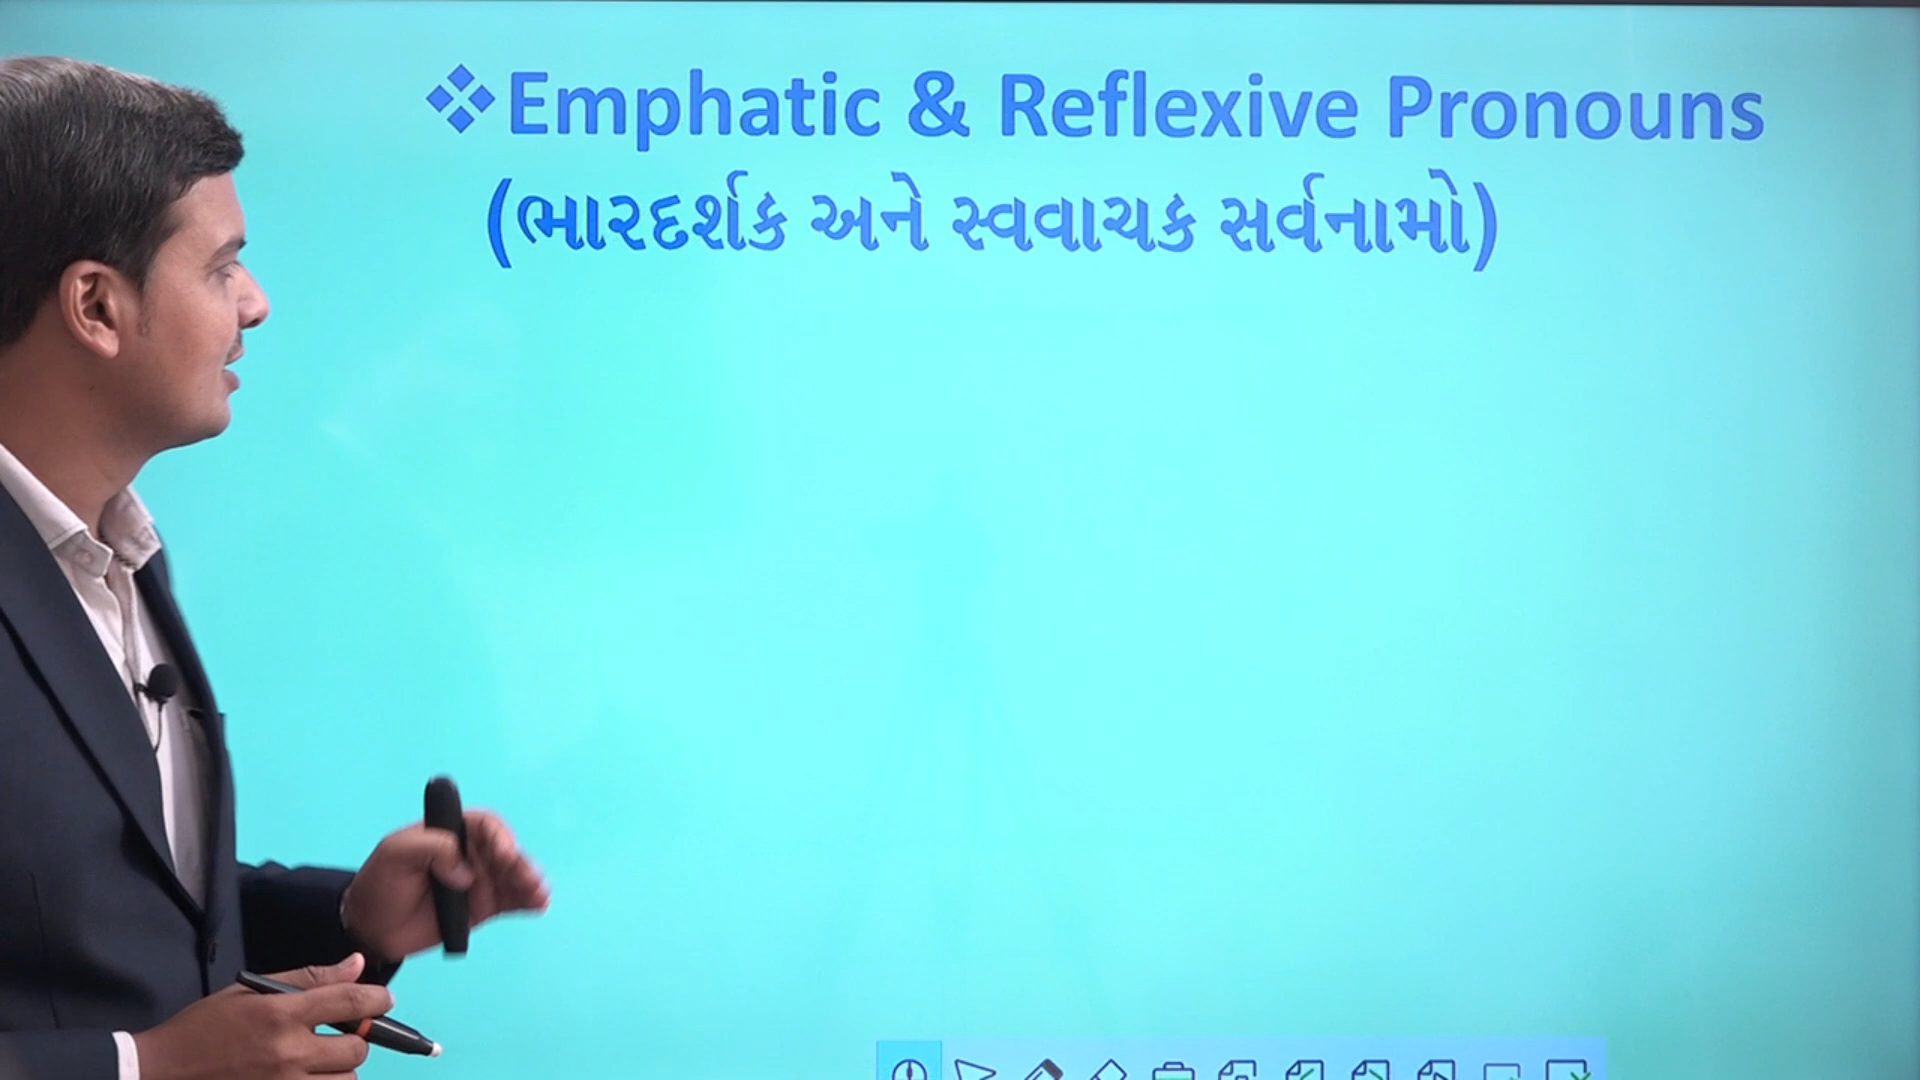 ❖Emphatic & Reflexive Pronouns
(ભારદર્શક અને સ્વવાચક સર્વનામો)